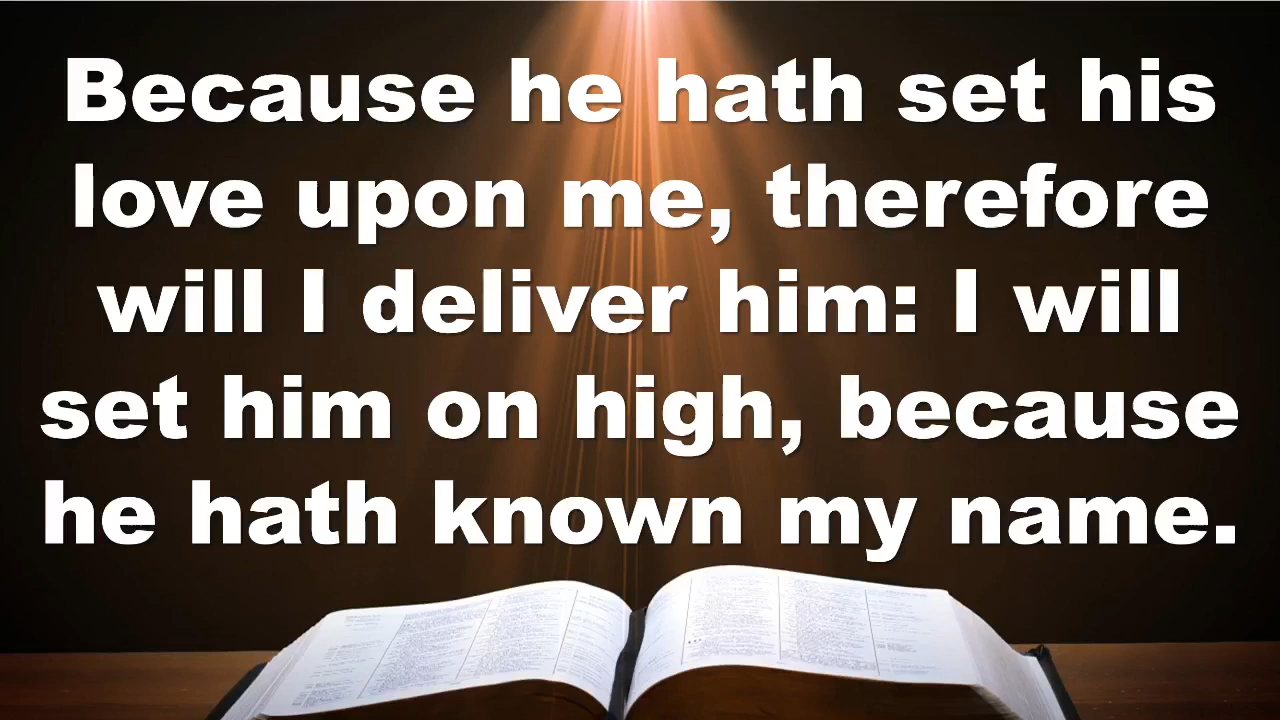 Because he hath set his
love upon me, therefore
will I deliver him: I will
set him on high, because
he hath known my name.